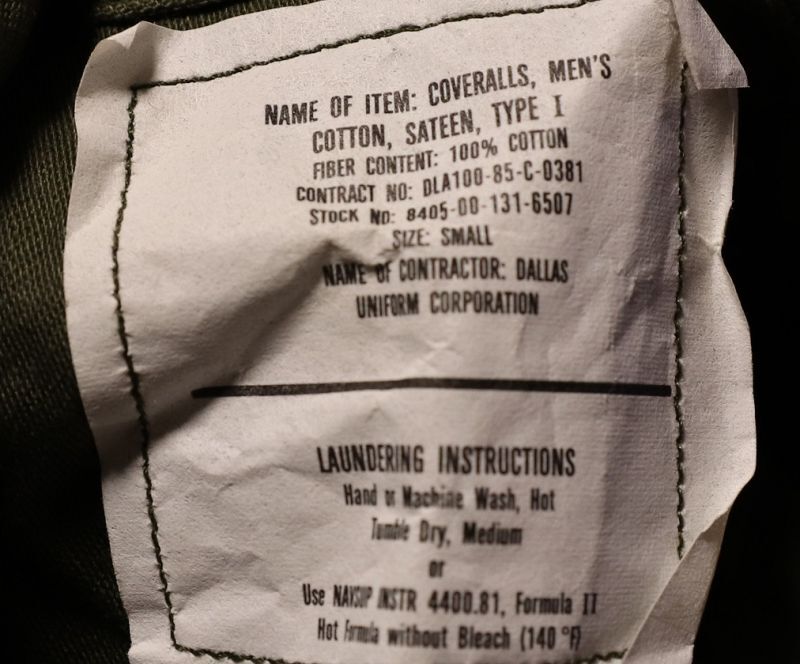 NAME OF ITEM: COVERALLS, MEN'S
COTTON, SATEEN, TYPE I
FIBER CONTENT: 100% COTTON
CONTRACT NO: DLA100-85-C-0381
STOCK NO: 8405-00-131-6507
SIZE: SMALL
NAME OF CONTRACTOR: DALLAS
UNIFORM CORPORATION
LAUNDERING INSTRUCTIONS
Hand or Machine Wash, Hot
Tumble Dry, Medium
or
Use NAVSUP INSTR 4400.81, Formula II
Hot Formula without Bleach (140 °F)